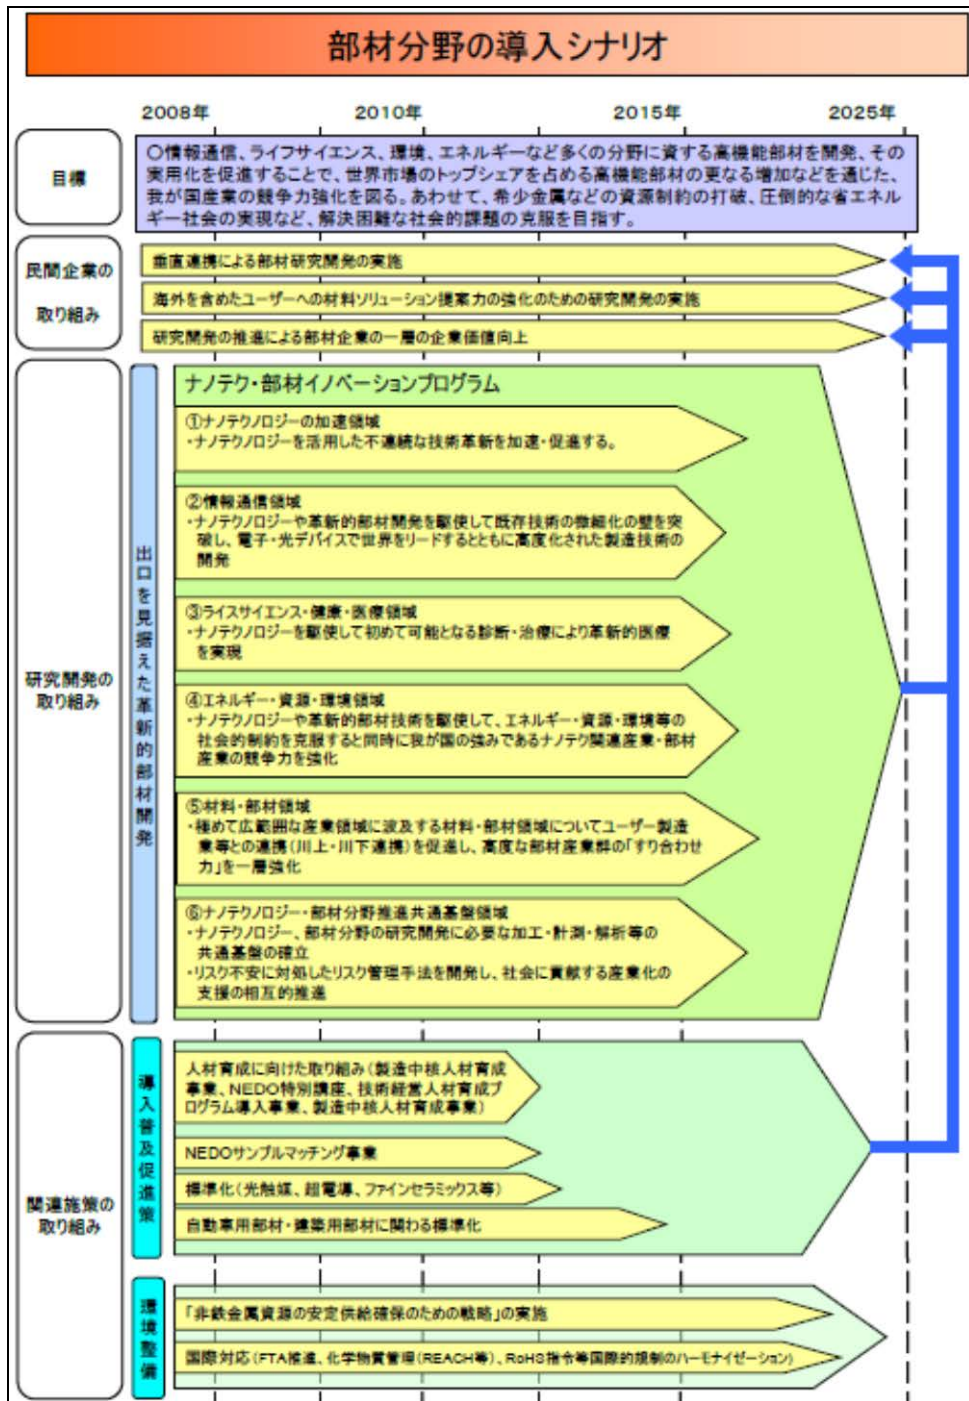 部材分野の導入シナリオ
2008年
2010年
2015年
2025年
目標
○情報通信、ライフサイエンス、環境、エネルギーなど多くの分野に資する高機能部材を開発、その
実用化を促進することで、世界市場のトップシェアを占める高機能部材の更なる増加などを通じた、
我が国産業の競争力強化を図る。あわせて、希少金属などの資源制約の打破、圧倒的な省エネル
ギー社会の実現など、解決困難な社会的課題の克服を目指す。
民間企業の
取り組み
垂直連携による部材研究開発の実施
海外を含めたユーザーへの材料ソリューション提案力の強化のための研究開発の実施
研究開発の推進による部材企業の一層の企業価値向上
研究開発の
取り組み
出口を見据えた革新的部材開発
ナノテク・部材イノベーションプログラム
①ナノテクノロジーの加速領域
・ナノテクノロジーを活用した不連続な技術革新を加速・促進する。
②情報通信領域
・ナノテクノロジーや革新的部材開発を駆使して既存技術の微細化の壁を突
破し、電子・光デバイスで世界をリードするとともに高度化された製造技術の
開発
③ライスサイエンス・健康・医療領域
・ナノテクノロジーを駆使して初めて可能となる診断・治療により革新的医療
を実現
④エネルギー・資源・環境領域
・ナノテクノロジーや革新的部材技術を駆使して、エネルギー・資源・環境等の
社会的制約を克服すると同時に我が国の強みであるナノテク関連産業・部材
産業の競争力を強化
⑤材料・部材領域
・極めて広範囲な産業領域に波及する材料・部材領域についてユーザー製造
業等との連携(川上・川下連携)を促進し、高度な部材産業群の「すり合わせ
力」を一層強化
⑥ナノテクノロジー・部材分野推進共通基盤領域
・ナノテクノロジー、部材分野の研究開発に必要な加工・計測・解析等の
共通基盤の確立
・リスク不安に対処したリスク管理手法を開発し、社会に貢献する産業化の
支援の相互的推進
関連施策の
取り組み
導入普及促進策
人材育成に向けた取り組み(製造中核人材育成
事業、NEDO特別講座、技術経営人材育成プ
ログラム導入事業、製造中核人材育成事業)
NEDOサンプルマッチング事業
標準化(光触媒、超電導、ファインセラミックス等)
自動車用部材・建築用部材に関わる標準化
環境整備
「非鉄金属資源の安定供給確保のための戦略」の実施
国際対応(FTA推進、化学物質管理(REACH等)、RoHS指令等国際的規制のハーモナイゼーション)